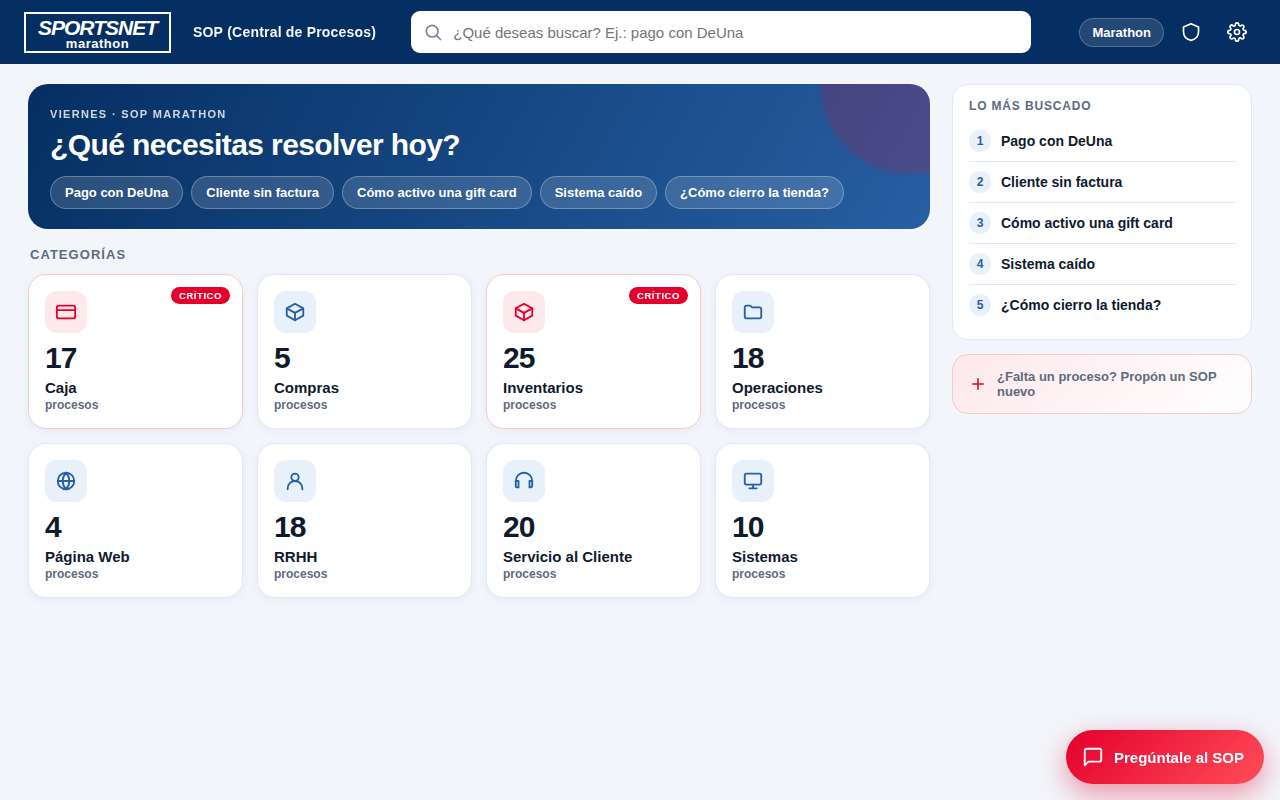 SPORTSNET
marathon
SOP (Central de Procesos)
¿Qué deseas buscar? Ej.: pago con DeUna
Marathon
VIERNES · SOP MARATHON
¿Qué necesitas resolver hoy?
Pago con DeUna
Cliente sin factura
Cómo activo una gift card
Sistema caído
¿Cómo cierro la tienda?
CATEGORÍAS
CRÍTICO
17
Caja
procesos
5
Compras
procesos
CRÍTICO
25
Inventarios
procesos
18
Operaciones
procesos
4
Página Web
procesos
18
RRHH
procesos
20
Servicio al Cliente
procesos
10
Sistemas
procesos
LO MÁS BUSCADO
1 Pago con DeUna
2 Cliente sin factura
3 Cómo activo una gift card
4 Sistema caído
5 ¿Cómo cierro la tienda?
¿Falta un proceso? Propón un SOP
nuevo
Pregúntale al SOP